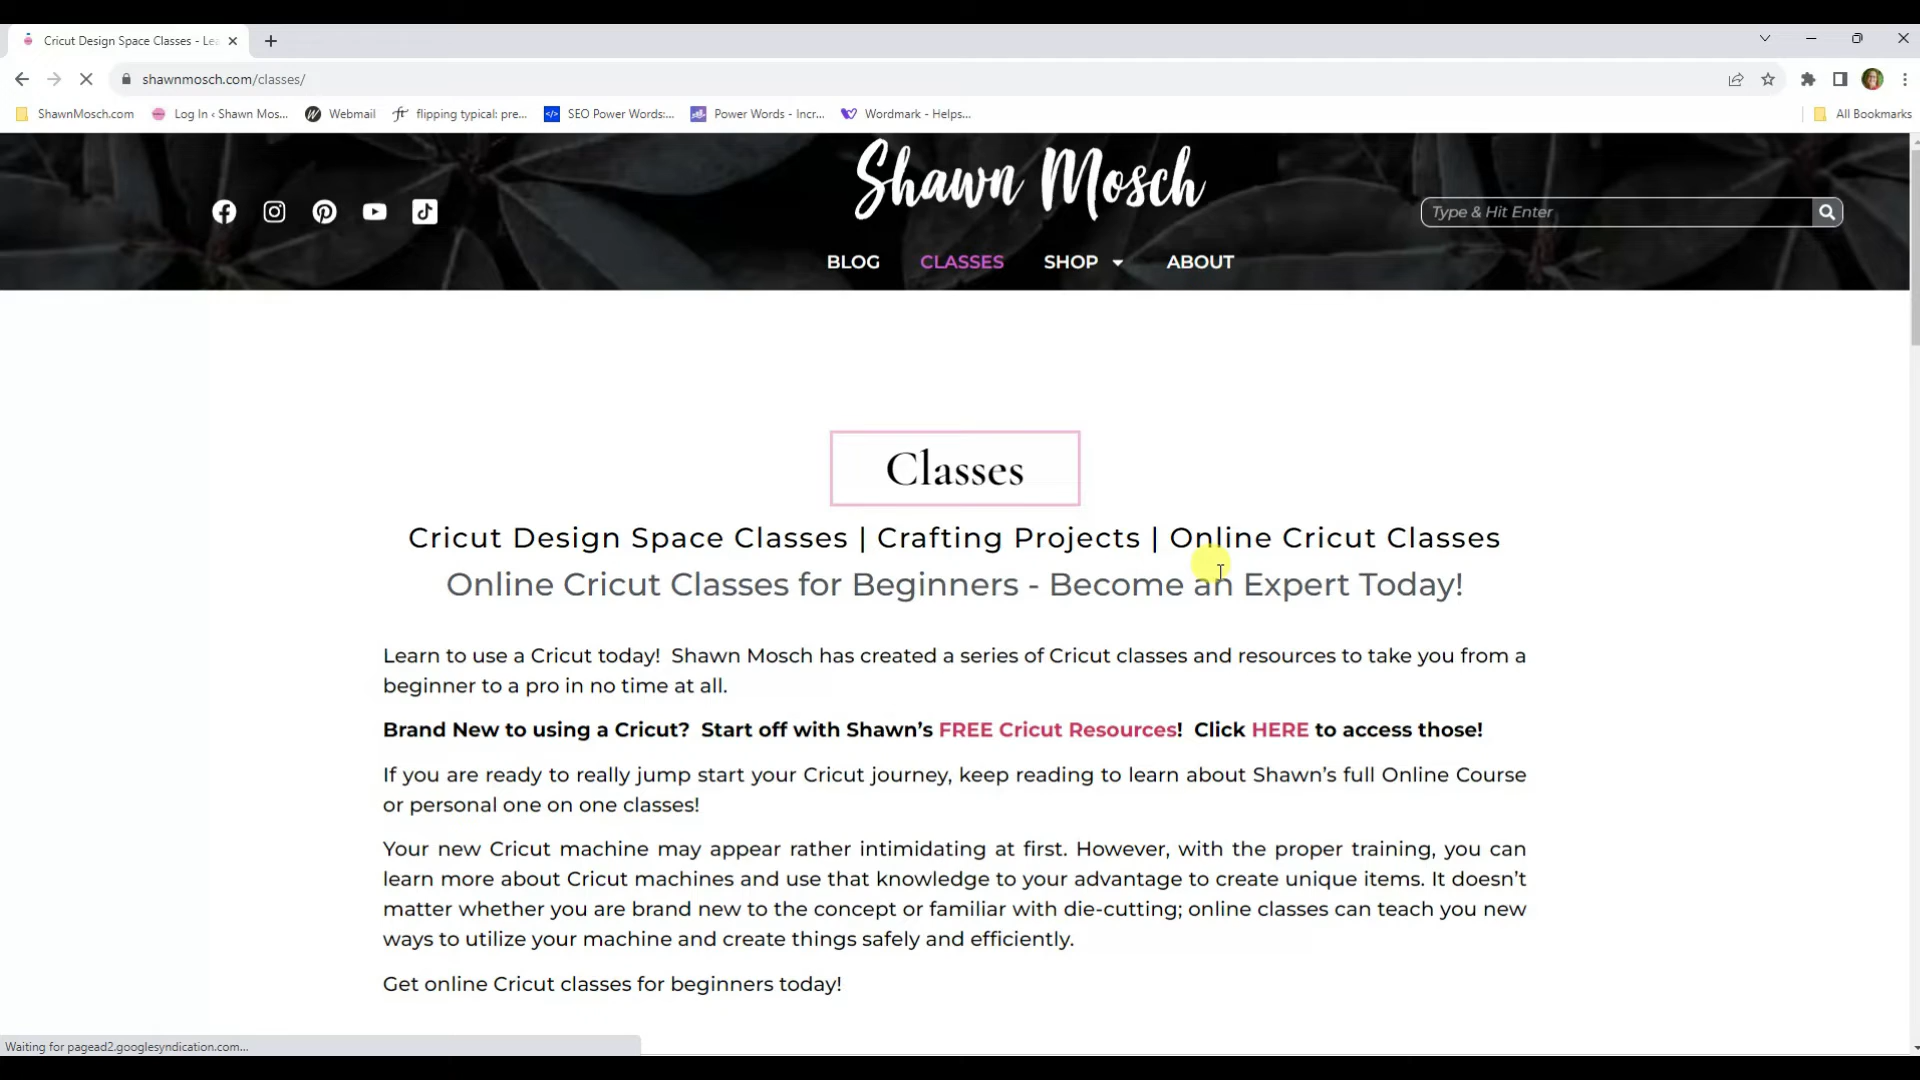 Cricut Design Space Classes - Lea
shawnmosch.com/classes/
ShawnMosch.com
Log In ‹ Shawn Mos...
Webmail
flipping typical: pre...
SEO Power Words:...
Power Words - Incr...
Wordmark - Helps...
All Bookmarks
Shawn Mosch
Type & Hit Enter
BLOG CLASSES SHOP ABOUT
Classes
Cricut Design Space Classes | Crafting Projects | Online Cricut Classes
Online Cricut Classes for Beginners - Become an Expert Today!
Learn to use a Cricut today! Shawn Mosch has created a series of Cricut classes and resources to take you from a
beginner to a pro in no time at all.
Brand New to using a Cricut? Start off with Shawn’s FREE Cricut Resources! Click HERE to access those!
If you are ready to really jump start your Cricut journey, keep reading to learn about Shawn’s full Online Course
or personal one on one classes!
Your new Cricut machine may appear rather intimidating at first. However, with the proper training, you can
learn more about Cricut machines and use that knowledge to your advantage to create unique items. It doesn’t
matter whether you are brand new to the concept or familiar with die-cutting; online classes can teach you new
ways to utilize your machine and create things safely and efficiently.
Get online Cricut classes for beginners today!
Waiting for pagead2.googlesyndication.com...